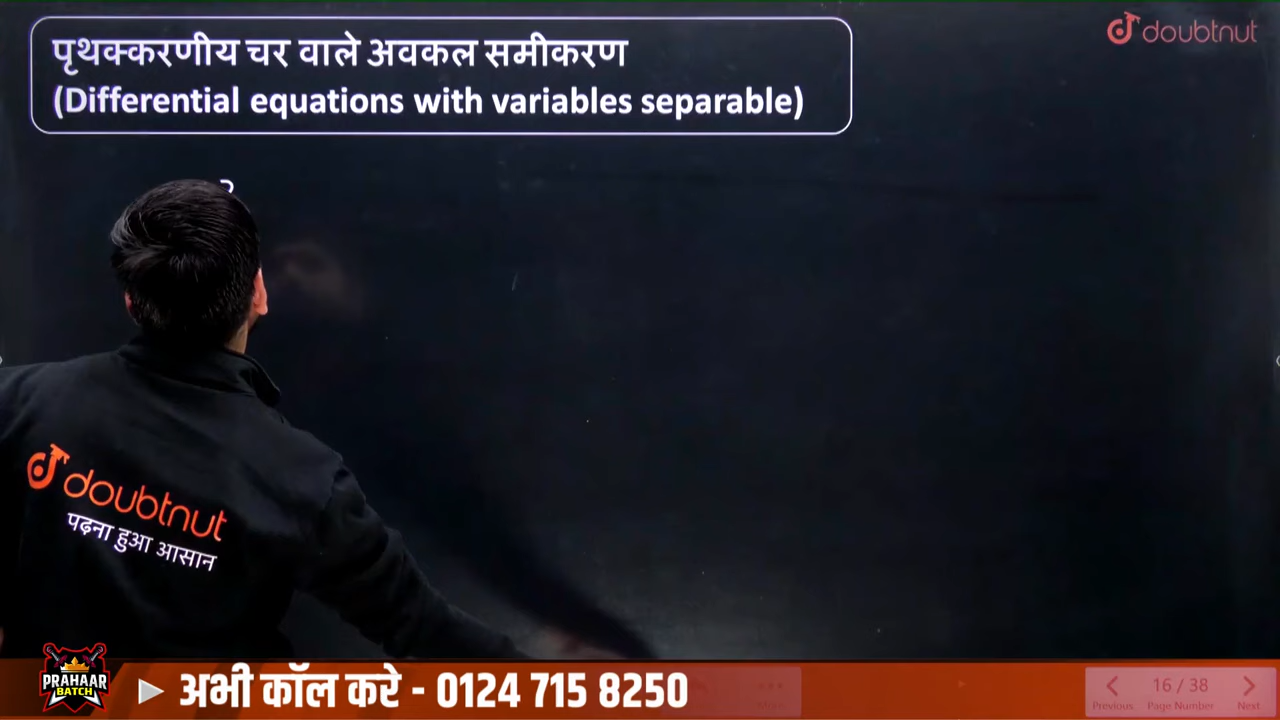 पृथक्करणीय चर वाले अवकल समीकरण
(Differential equations with variables separable)
doubtnut
doubtnut
पढ़ना हुआ आसान
PRAHAAR
BATCH
अभी कॉल करे - 0124 715 8250
16 / 38
Previous Page Number Next